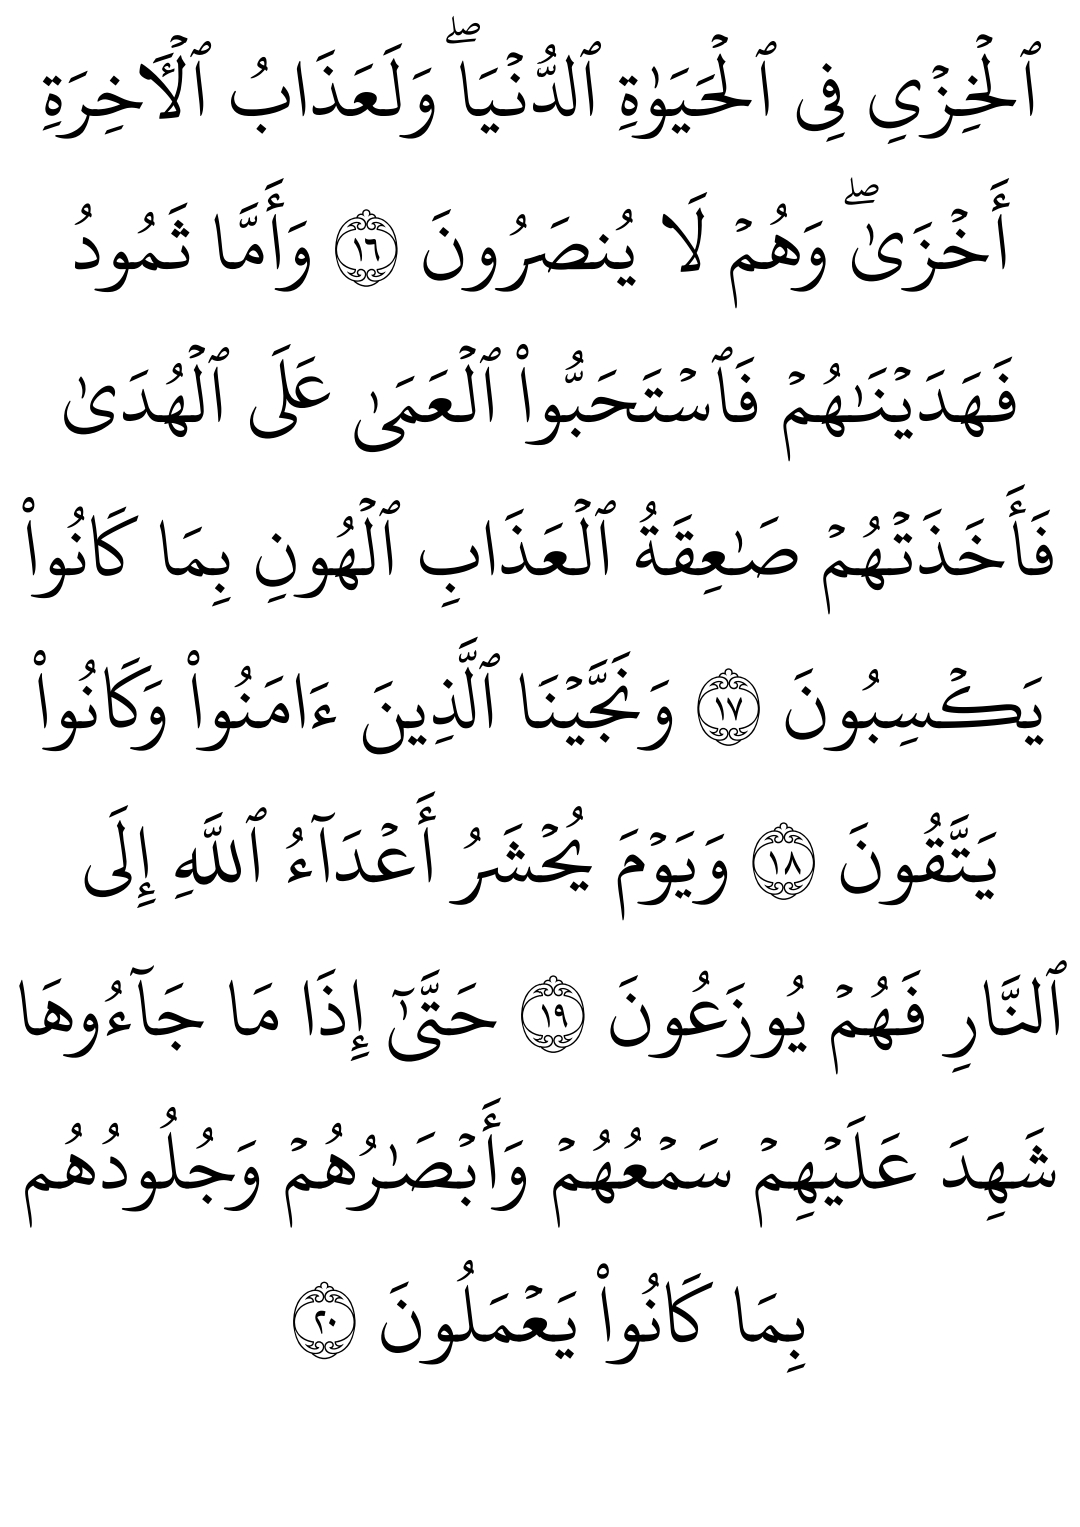 ٱلۡخِزۡيِ فِي ٱلۡحَيَوٰةِ ٱلدُّنۡيَاۖ وَلَعَذَابُ ٱلۡأٓخِرَةِ
أَخۡزَىٰۖ وَهُمۡ لَا يُنصَرُونَ ١٦ وَأَمَّا ثَمُودُ
فَهَدَيۡنَٰهُمۡ فَٱسۡتَحَبُّواْ ٱلۡعَمَىٰ عَلَى ٱلۡهُدَىٰ
فَأَخَذَتۡهُمۡ صَٰعِقَةُ ٱلۡعَذَابِ ٱلۡهُونِ بِمَا كَانُواْ
يَكۡسِبُونَ ١٧ وَنَجَّيۡنَا ٱلَّذِينَ ءَامَنُواْ وَكَانُواْ
يَتَّقُونَ ١٨ وَيَوۡمَ يُحۡشَرُ أَعۡدَآءُ ٱللَّهِ إِلَى
ٱلنَّارِ فَهُمۡ يُوزَعُونَ ١٩ حَتَّىٰٓ إِذَا مَا جَآءُوهَا
شَهِدَ عَلَيۡهِمۡ سَمۡعُهُمۡ وَأَبۡصَٰرُهُمۡ وَجُلُودُهُم
بِمَا كَانُواْ يَعۡمَلُونَ ٢٠